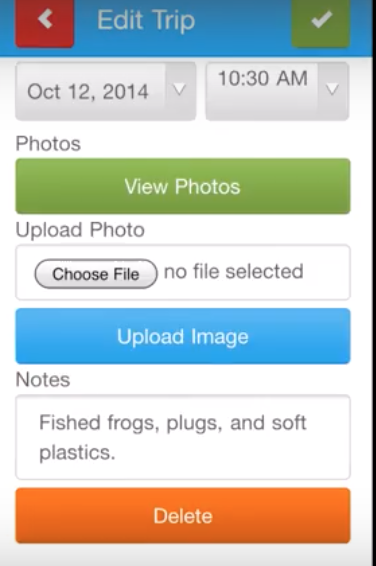 Edit Trip
Oct 12, 2014
10:30 AM
Photos
View Photos
Upload Photo
Choose File no file selected
Upload Image
Notes
Fished frogs, plugs, and soft
plastics.
Delete